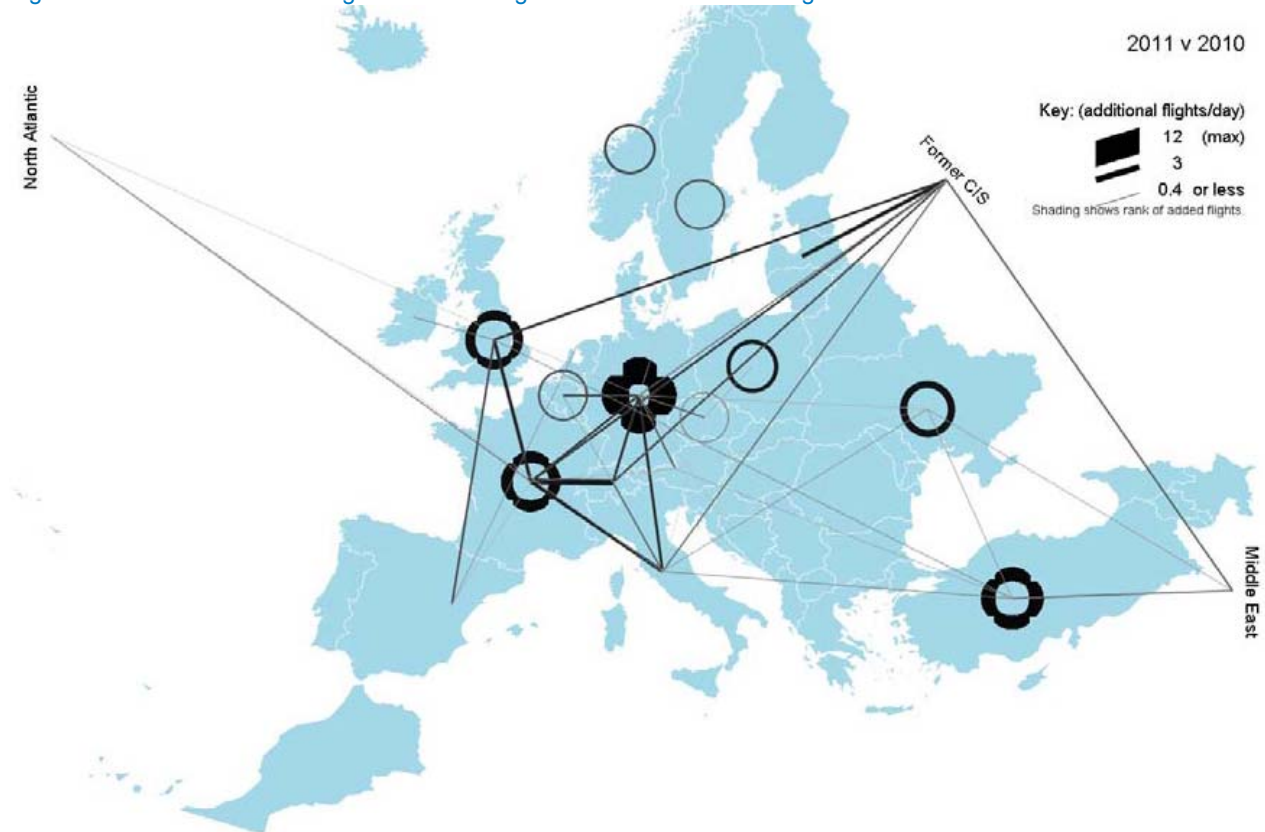 2011 v 2010
North Atlantic
Key: (additional flights/day)
12 (max)
3
0.4 or less
Shading shows rank of added flights.
Former CIS
Middle East